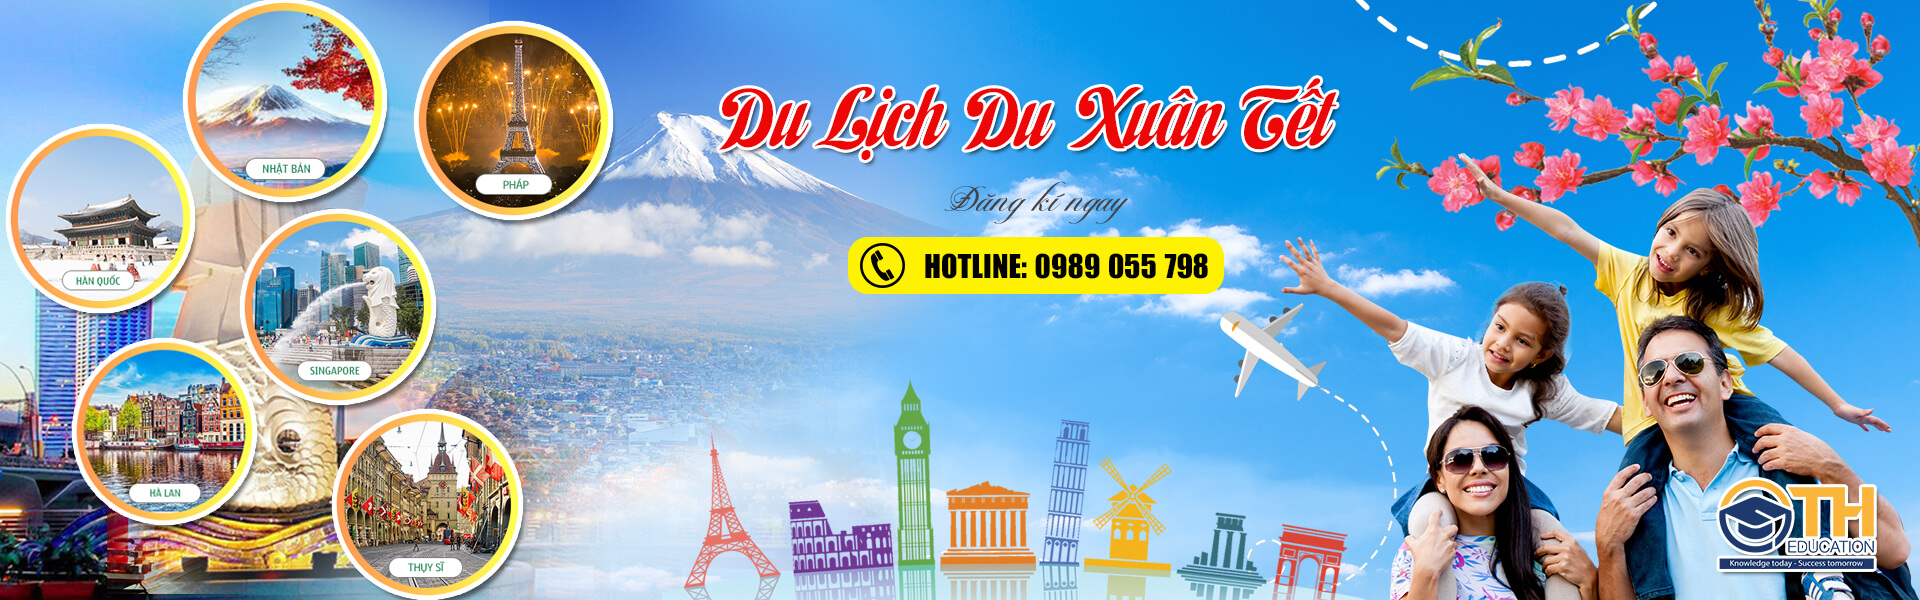 NHẬT BẢN
PHÁP
HÀN QUỐC
SINGAPORE
HÀ LAN
THỤY SĨ
Du Lịch Du Xuân Tết
Đăng kí ngay
HOTLINE: 0989 055 798
TH
EDUCATION
Knowledge today - Success tomorrow